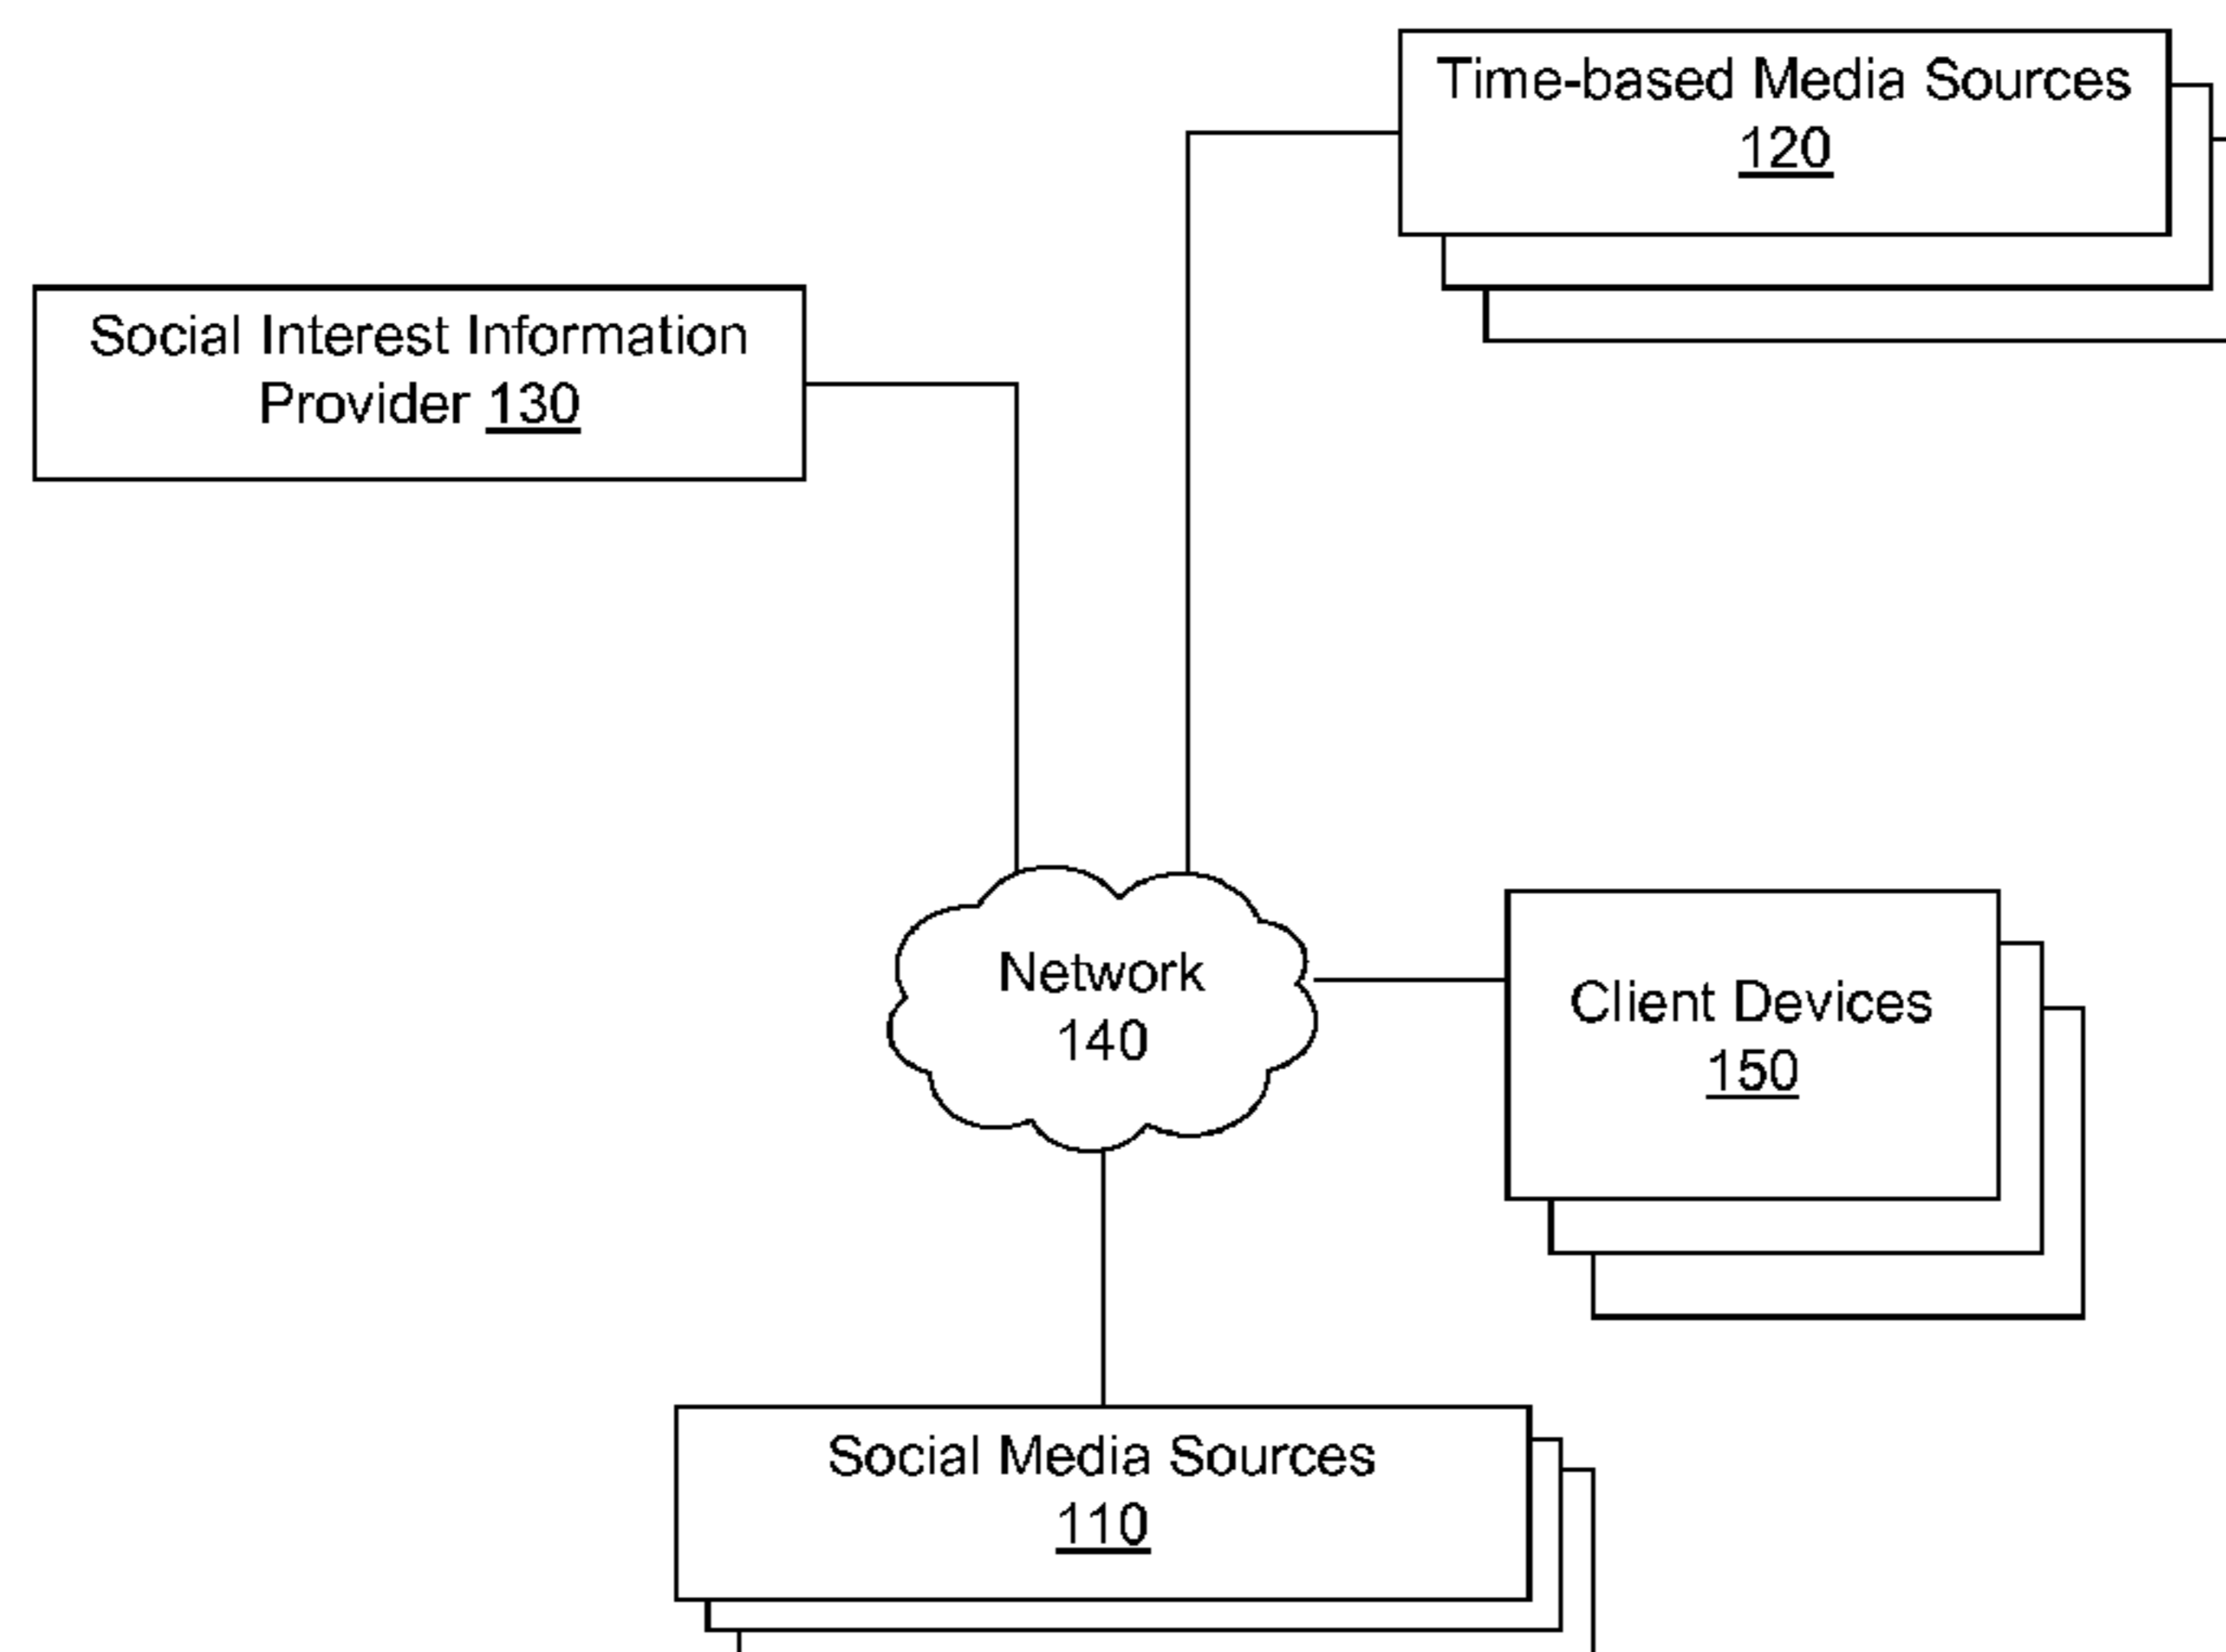 Time-based Media Sources
120
Social Interest Information
Provider 130
Network
140
Client Devices
150
Social Media Sources
110